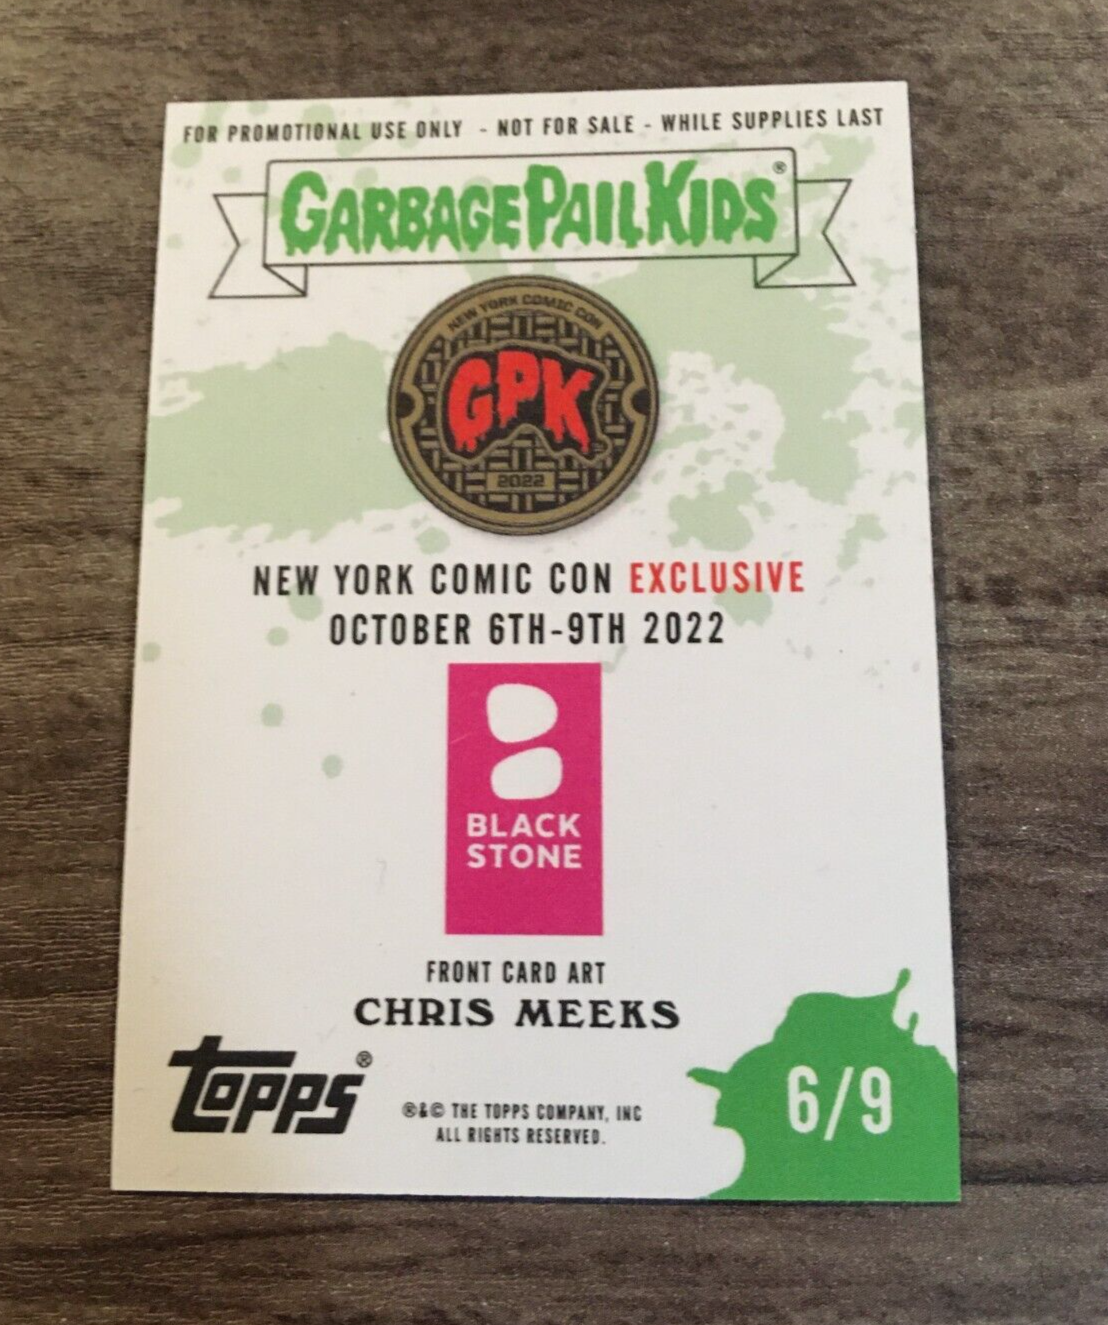 FOR PROMOTIONAL USE ONLY - NOT FOR SALE - WHILE SUPPLIES LAST
GARBAGE PAIL KIDS®
NEW YORK COMIC CON
GPK
2022
NEW YORK COMIC CON EXCLUSIVE
OCTOBER 6TH-9TH 2022
BLACK
STONE
FRONT CARD ART
CHRIS MEEKS
TOPPS®
®&© THE TOPPS COMPANY, INC
ALL RIGHTS RESERVED.
6/9